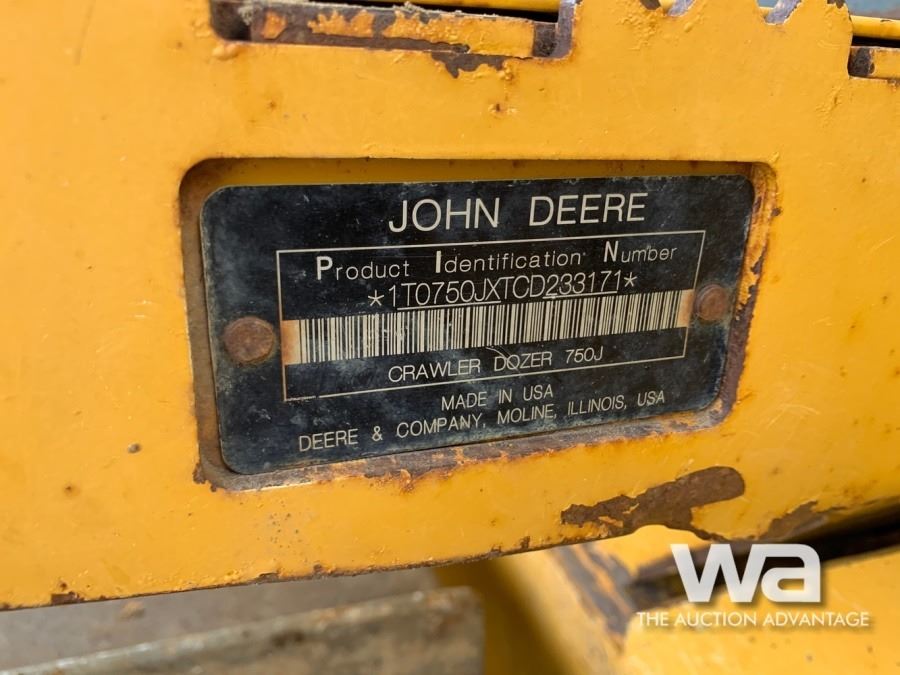 JOHN DEERE
Product Identification Number
*1T0750JXTCD233171*
CRAWLER DOZER 750J
MADE IN USA
DEERE & COMPANY, MOLINE, ILLINOIS, USA
wa
THE AUCTION ADVANTAGE